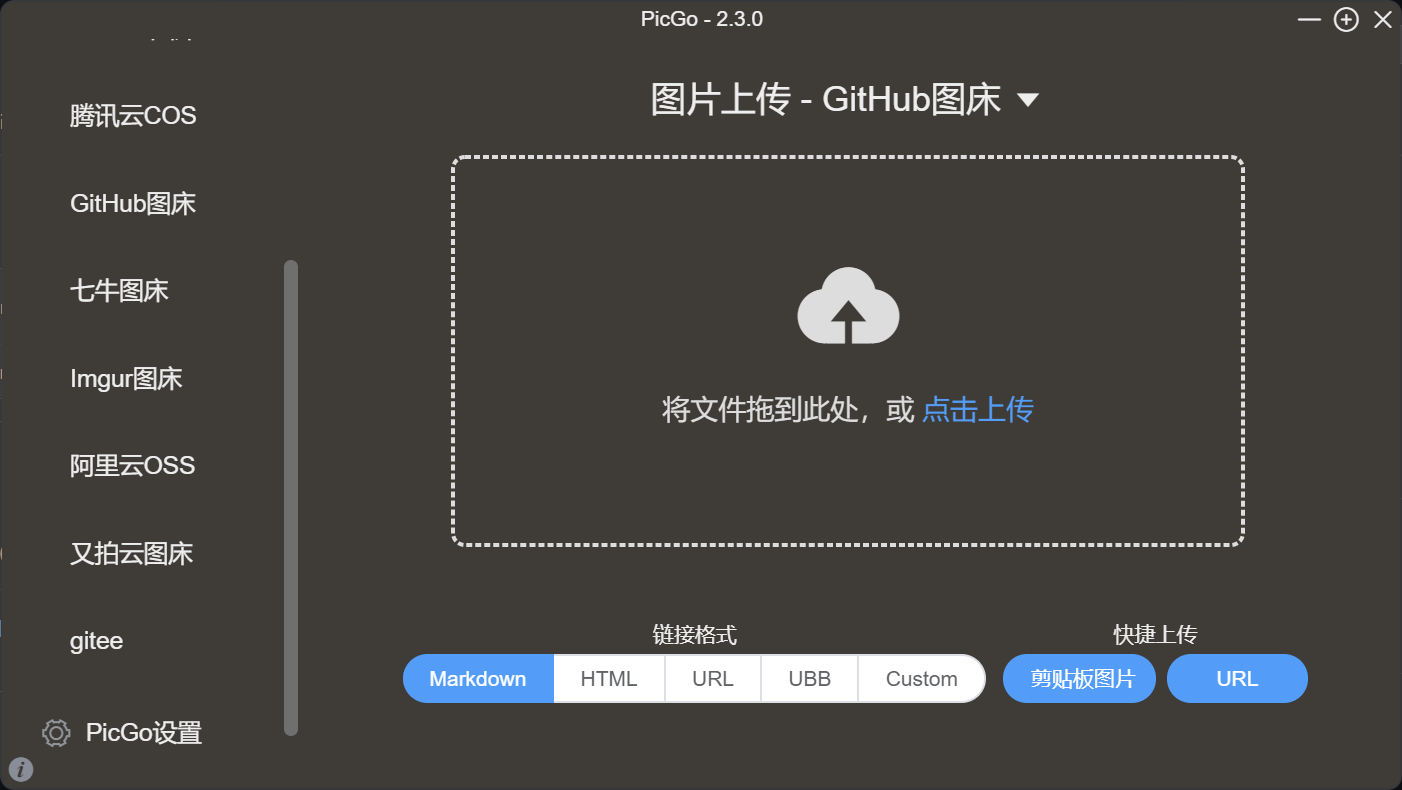 PicGo - 2.3.0
腾讯云COS
GitHub图床
七牛图床
Imgur图床
阿里云OSS
又拍云图床
gitee
PicGo设置
图片上传 - GitHub图床
将文件拖到此处，或 点击上传
链接格式
Markdown HTML URL UBB Custom
快捷上传
剪贴板图片 URL